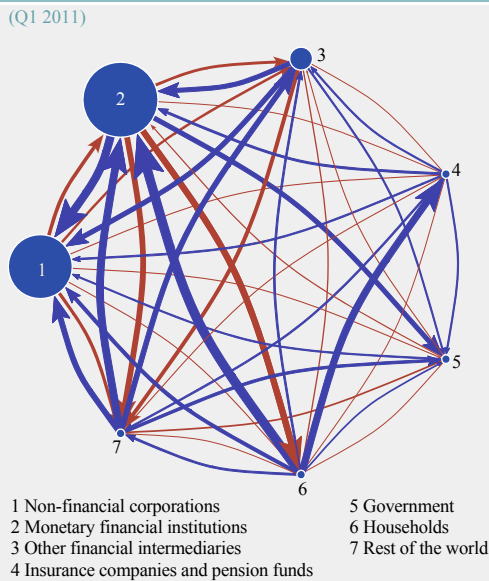 (Q1 2011)
3
2
4
1
5
7
6
1 Non-financial corporations
2 Monetary financial institutions
3 Other financial intermediaries
4 Insurance companies and pension funds
5 Government
6 Households
7 Rest of the world